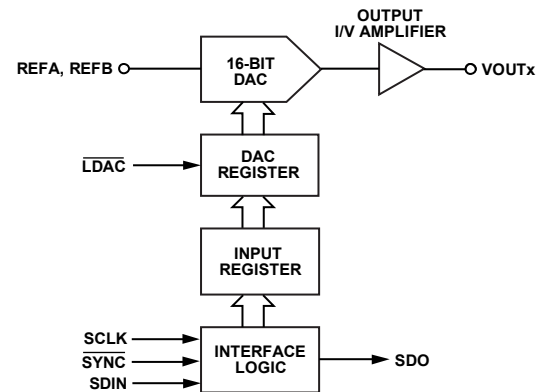 OUTPUT
I/V AMPLIFIER
REFA, REFB
16-BIT
DAC
VOUTx
LDAC
DAC
REGISTER
INPUT
REGISTER
SCLK
SYNC
SDIN
INTERFACE
LOGIC
SDO